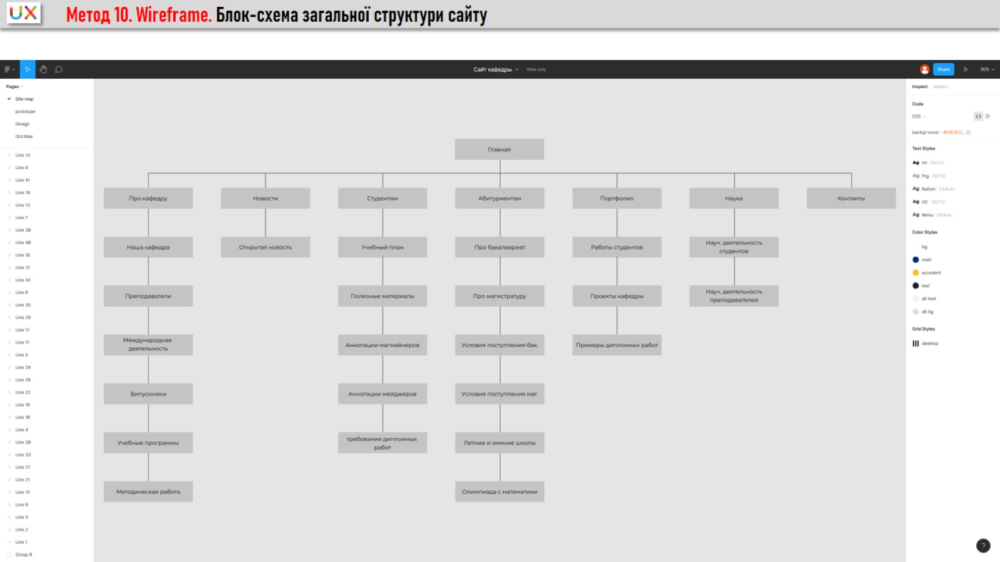 UX
Метод 10. Wireframe. Блок-схема загальної структури сайту
Сайт кафедры
View only
Share
90%
Pages
Site map
prototype
Design
GUI Max
Line 14
Line 8
Line 41
Line 19
Line 13
Line 7
Line 30
Line 40
Line 18
Line 12
Line 42
Line 6
Line 35
Line 29
Line 17
Line 11
Line 5
Line 34
Line 28
Line 22
Line 16
Line 10
Line 4
Line 39
Line 33
Line 27
Line 21
Line 15
Line 9
Line 3
Line 2
Line 1
Group 9
Главная
Про кафедру
Новости
Студентам
Абитуриентам
Портфолио
Наука
Контакты
Наша кафедра
Открытая новость
Учебный план
Про бакалавриат
Работы студентов
Науч. деятельность
студентов
Преподаватели
Полезные материалы
Про магистратуру
Проекты кафедры
Науч. деятельность
преподавателей
Международная
деятельность
Аннотации магмайнеров
Условия поступления бак.
Примеры дипломных работ
Випускники
Аннотации мейджеров
Условия поступления маг.
Учебные программы
требования дипломных
работ
Летние и зимние школы
Методическая работа
Олимпиада с математики
Inspect Export
Code
CSS
background: #E5E5E5;
Text Styles
Ag H1 · 64/110
Ag Prg · 16/150
Ag Button · 24/Auto
Ag H2 · 36/110
Ag Menu · 16/Auto
Color Styles
bg
main
accedent
text
alt text
alt bg
Grid Styles
desktop
?